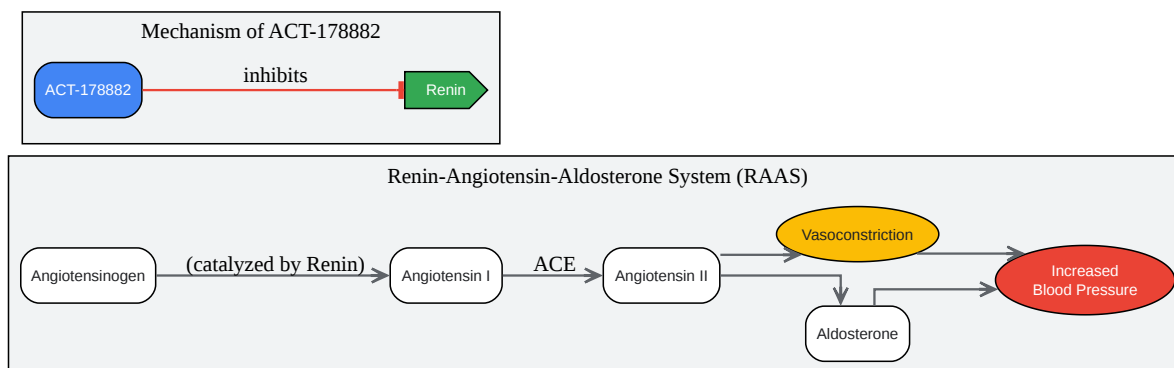 Mechanism of ACT-178882
ACT-178882
inhibits
Renin
Renin-Angiotensin-Aldosterone System (RAAS)
Angiotensinogen
(catalyzed by Renin)
Angiotensin I
ACE
Angiotensin II
Vasoconstriction
Aldosterone
Increased
Blood Pressure